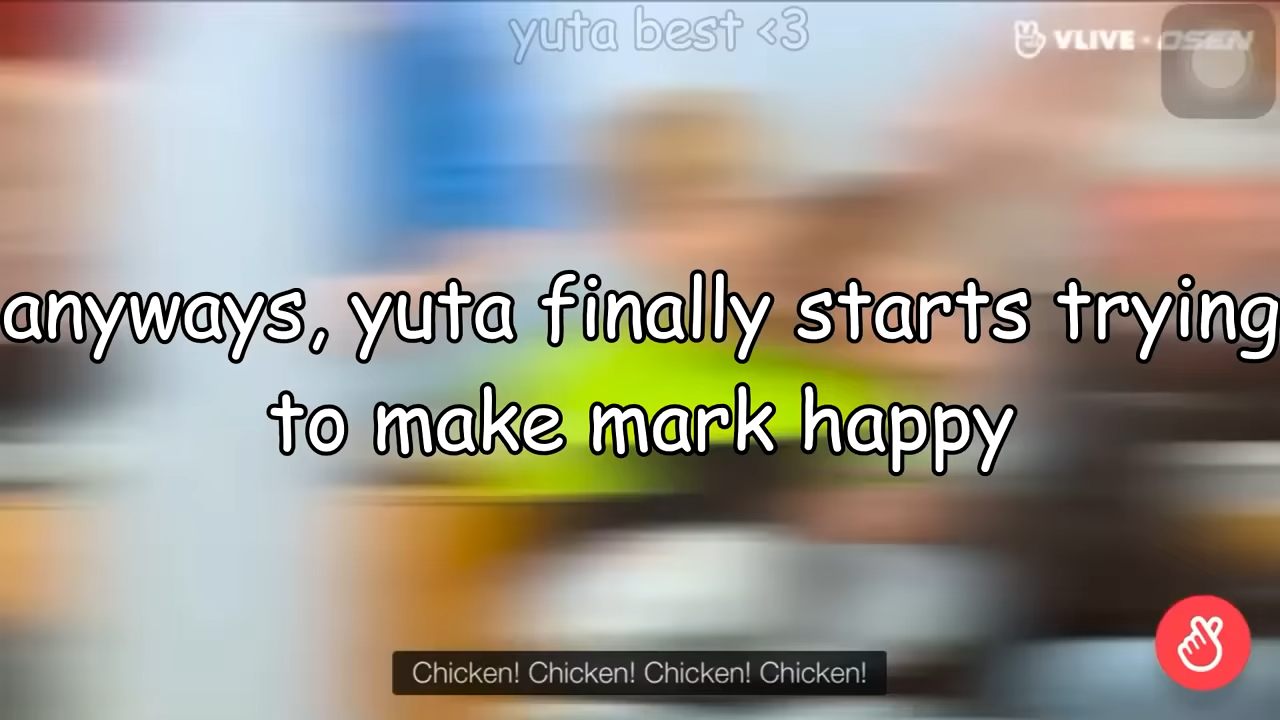 yuta best <3
VLIVE · OSEN
anyways, yuta finally starts trying
to make mark happy
Chicken! Chicken! Chicken! Chicken!